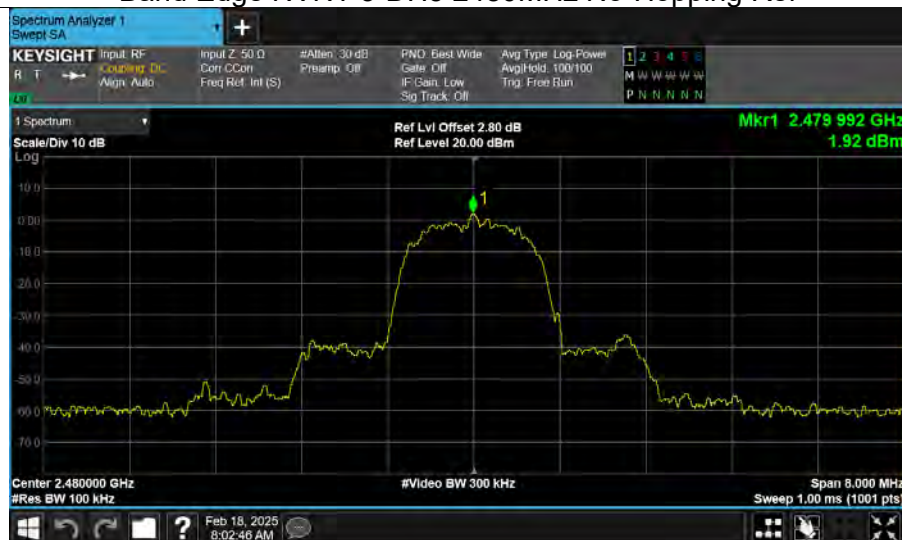 Spectrum Analyzer 1
Swept SA
+
KEYSIGHT Input: RF
R T
Coupling: DC
Align: Auto
Input Z: 50 Ω
Corr CCorr
Freq Ref: Int (S)
#Atten: 30 dB
Preamp: Off
PNO: Best Wide
Gate: Off
IF Gain: Low
Sig Track: Off
Avg Type: Log-Power
Avg|Hold: 100/100
Trig: Free Run
1 2 3 4 5 6
M W W W W W
P N N N N N
1 Spectrum
Scale/Div 10 dB
Log
Ref Lvl Offset 2.80 dB
Ref Level 20.00 dBm
Mkr1 2.479 992 GHz
1.92 dBm
1
10.0
0.00
-10.0
-20.0
-30.0
-40.0
-50.0
-60.0
-70.0
Center 2.480000 GHz
#Res BW 100 kHz
#Video BW 300 kHz
Span 8.000 MHz
Sweep 1.00 ms (1001 pts)
?
Feb 18, 2025
8:02:46 AM